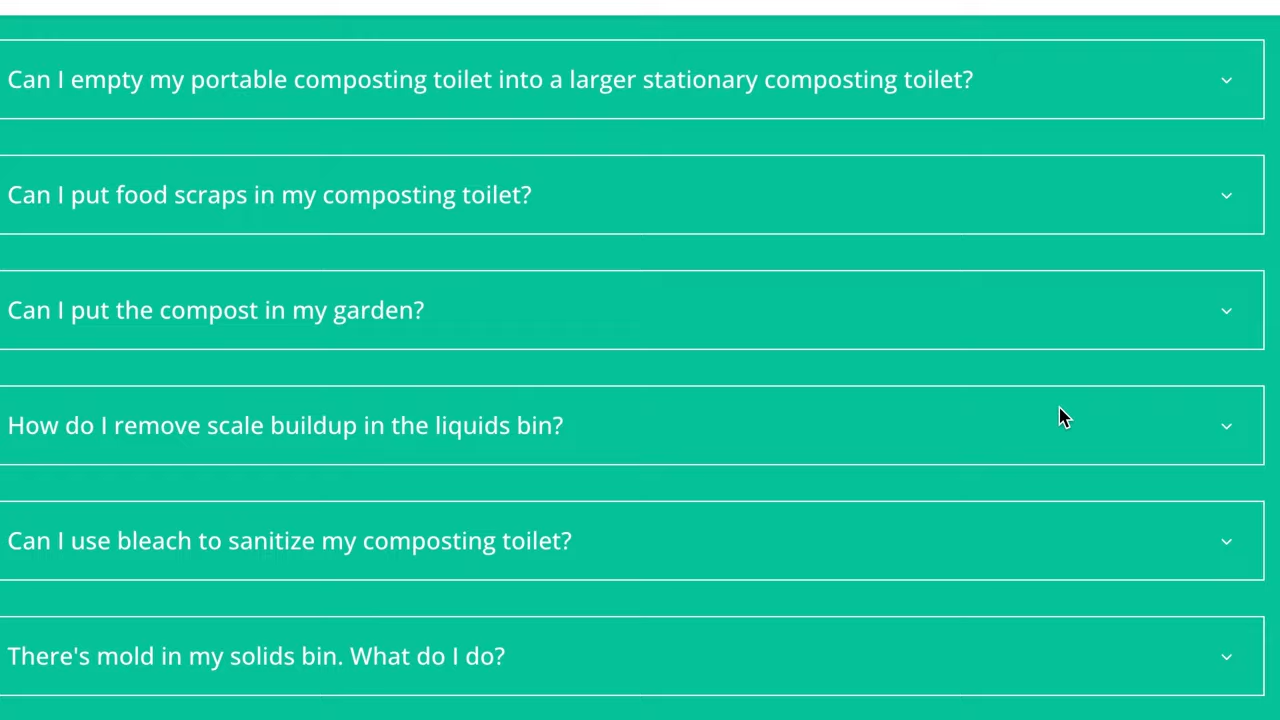 Can I empty my portable composting toilet into a larger stationary composting toilet?
Can I put food scraps in my composting toilet?
Can I put the compost in my garden?
How do I remove scale buildup in the liquids bin?
Can I use bleach to sanitize my composting toilet?
There's mold in my solids bin. What do I do?